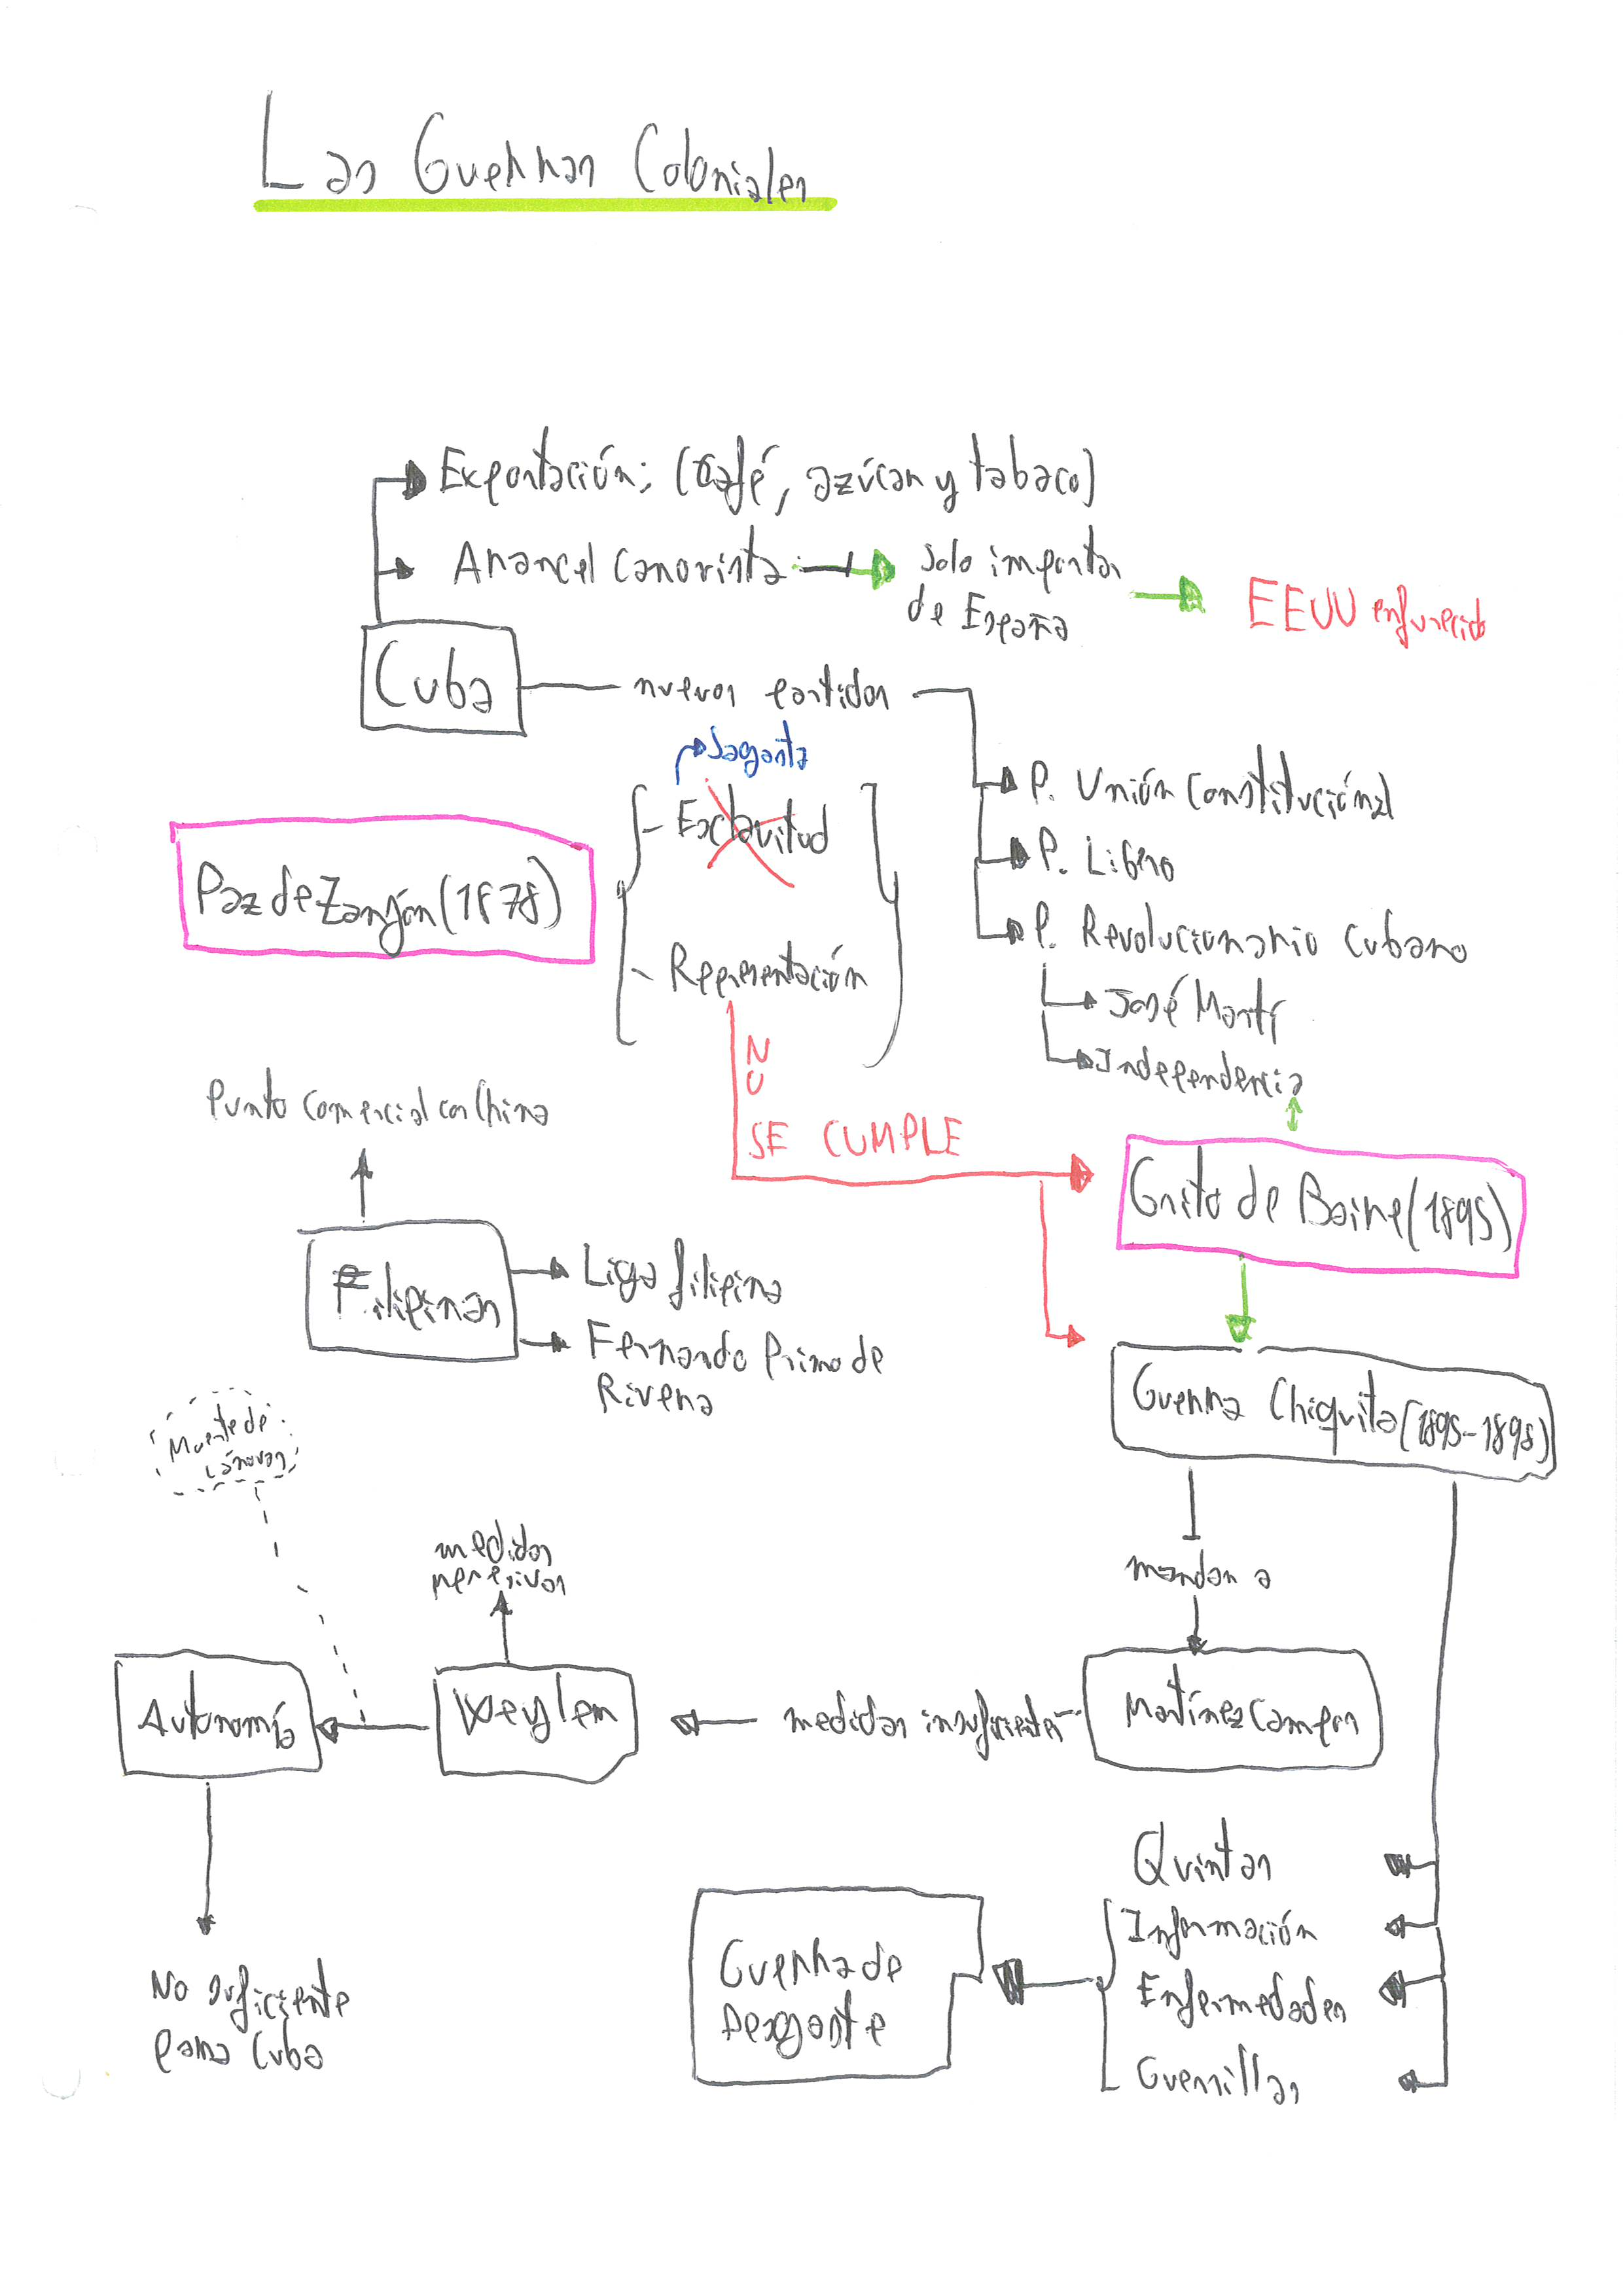 Las Guerras Coloniales
Exportación: (Café, azúcar y tabaco)
Arancel Canovista
Solo importar
de España
EEUU enfurecido
Cuba
nuevos partidos
Sagasta
P. Unión Constituciónal
Esclavitud
P. Libero
Paz de Zanjón (1878)
P. Revolucionario Cubano
Representación
José Martí
Independencia
NO
SE CUMPLE
Punto comercial con China
Grito de Baire (1895)
Filipinas
Liga filipina
Fernando Primo de
Rivera
Guerra Chiquita (1895-1898)
Muerte de
Cánovas
medidas
represivas
mandan a
Autonomía
Weyler
medidas insuficientes
Martínez Campos
Quintas
Información
Enfermedades
Guerrillas
Guerra de
Desgaste
No suficiente
para Cuba